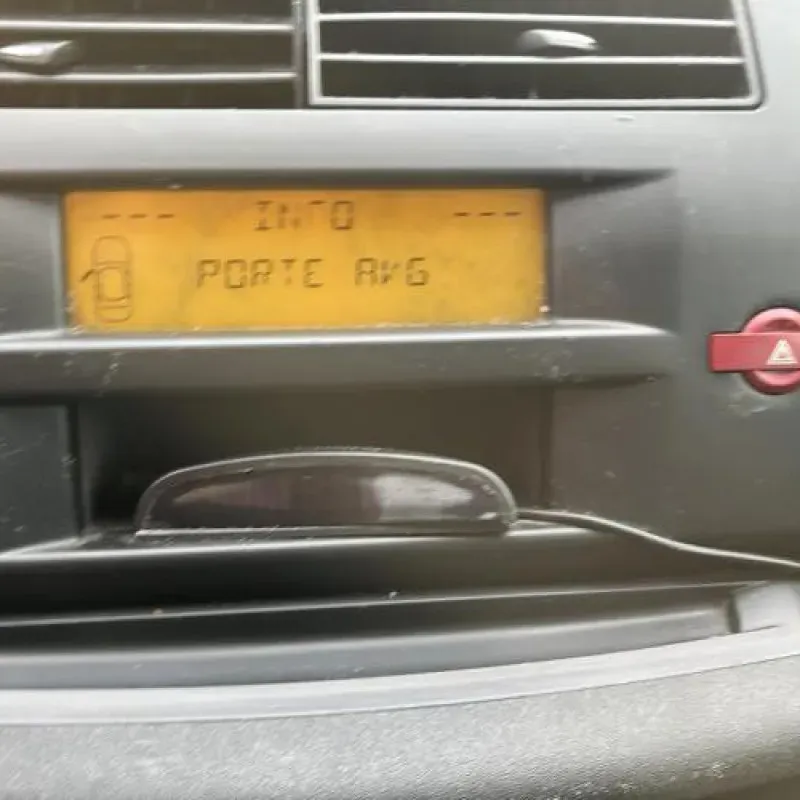 --- INFO ---
PORTE AVG